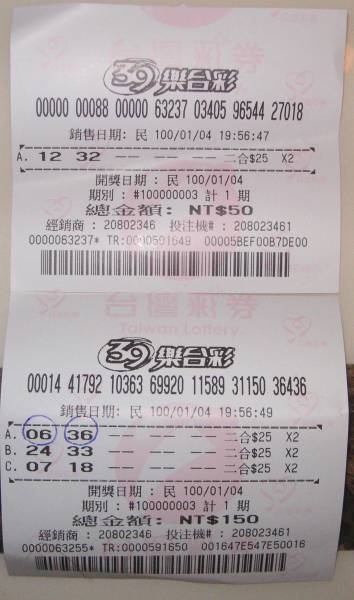 39樂合彩
00000 00088 00000 63237 03405 96544 27018
銷售日期: 民 100/01/04 19:56:47
A. 12 32 -- -- -- 二合$25 X2
開獎日期 : 民 100/01/04
期別 : #100000003 計 1 期
總金額: NT$50
經銷商 : 20802346 投注機# : 208023461
0000063237* TR:0000591649 00005BEF00B7DE00
台灣彩券
Taiwan Lottery
39樂合彩
00014 41792 10363 69920 11589 31150 36436
銷售日期: 民 100/01/04 19:56:49
A. 06 36 -- -- -- 二合$25 X2
B. 24 33 -- -- -- 二合$25 X2
C. 07 18 -- -- -- 二合$25 X2
開獎日期 : 民 100/01/04
期別 : #100000003 計 1 期
總金額: NT$150
經銷商 : 20802346 投注機# : 208023461
0000063255* TR:0000591650 001647E547E50016